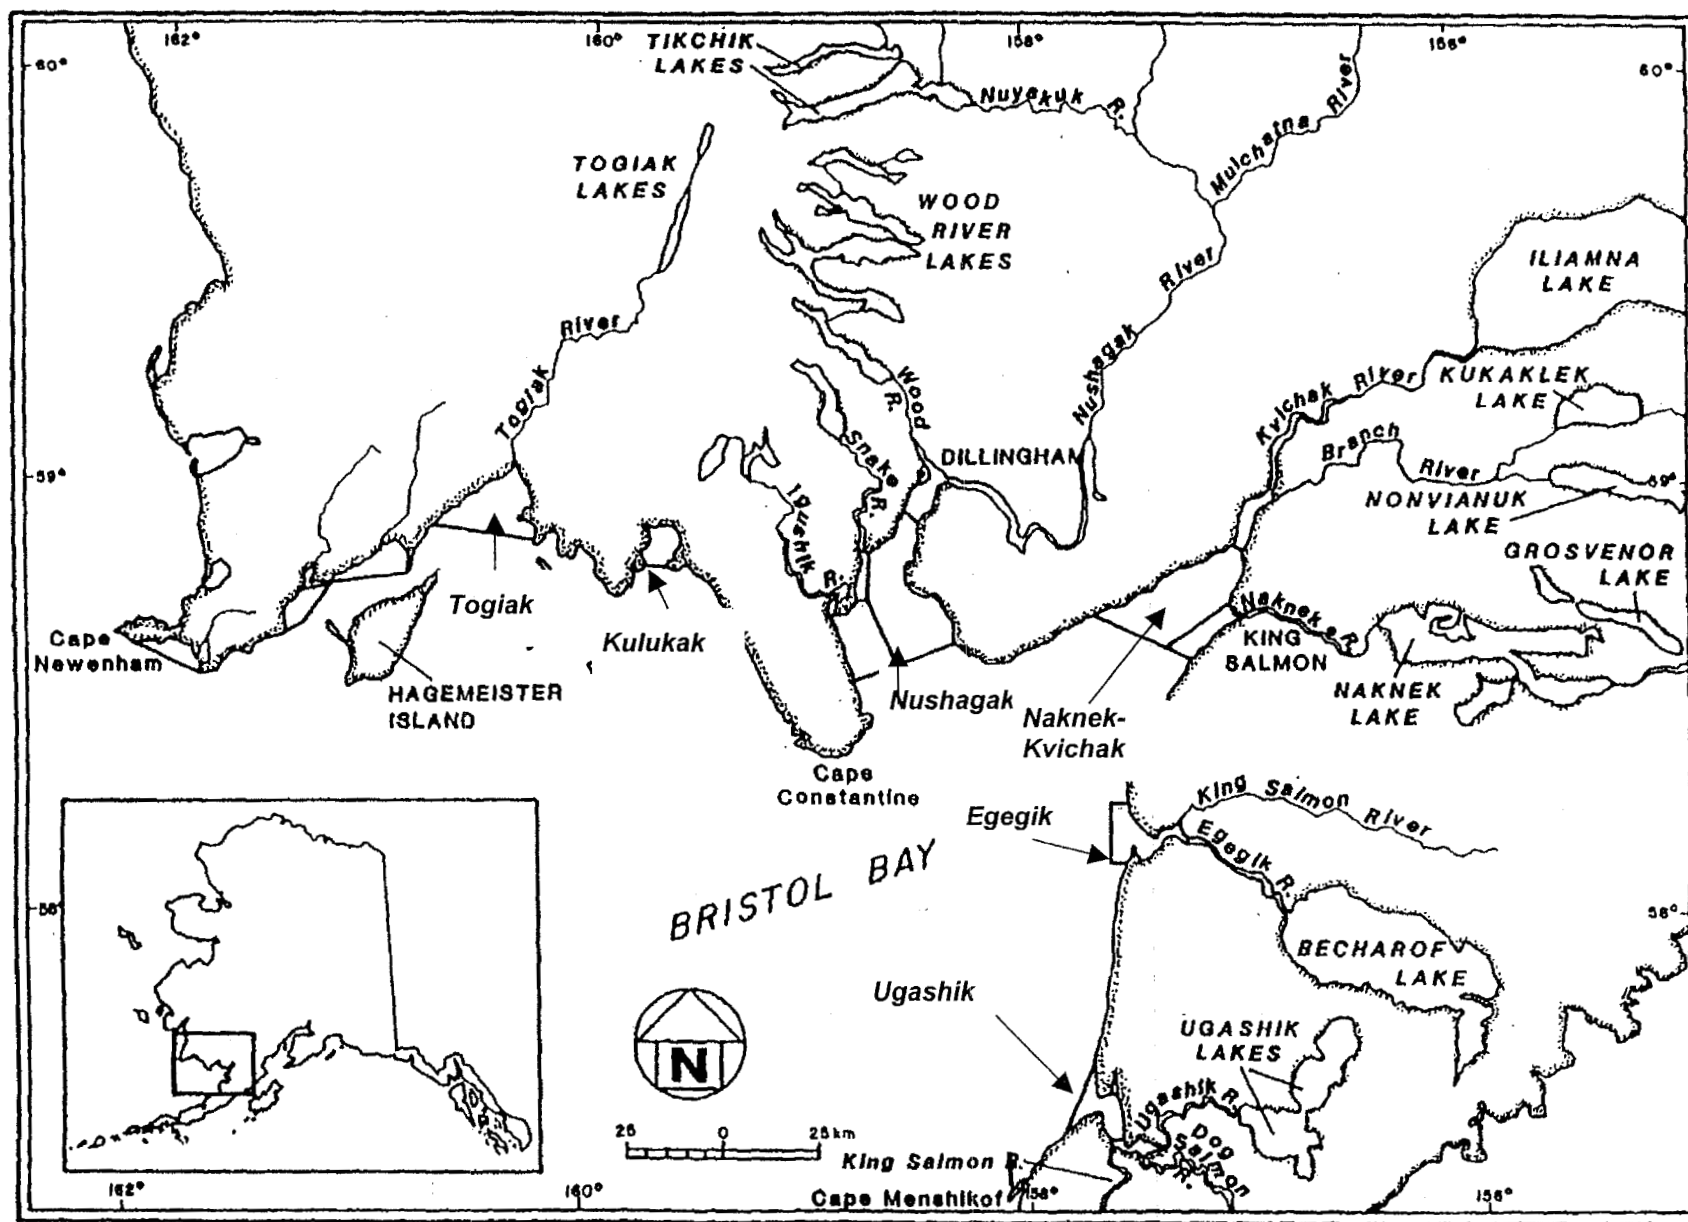 162°
160°
158°
156°
60°
60°
TIKCHIK
LAKES
Nuyakuk R.
Mulchatna River
TOGIAK
LAKES
WOOD
RIVER
LAKES
ILIAMNA
LAKE
Togiak River
Nushagak River
Wood R.
Kvichak River
KUKAKLEK
LAKE
Snake R.
DILLINGHAM
Branch River
59°
59°
NONVIANUK
LAKE
Igushik R.
GROSVENOR
LAKE
Togiak
Kulukak
Naknek R.
KING
SALMON
Cape
Newenham
HAGEMEISTER
ISLAND
Nushagak
Naknek-
Kvichak
NAKNEK
LAKE
Cape
Constantine
Egegik
King Salmon River
Egegik R.
BRISTOL BAY
58°
58°
BECHAROF
LAKE
Ugashik
UGASHIK
LAKES
N
Ugashik R.
Dog
Salmon
R.
25 0 25 km
King Salmon R.
Cape Menshikof
162°
160°
158°
156°